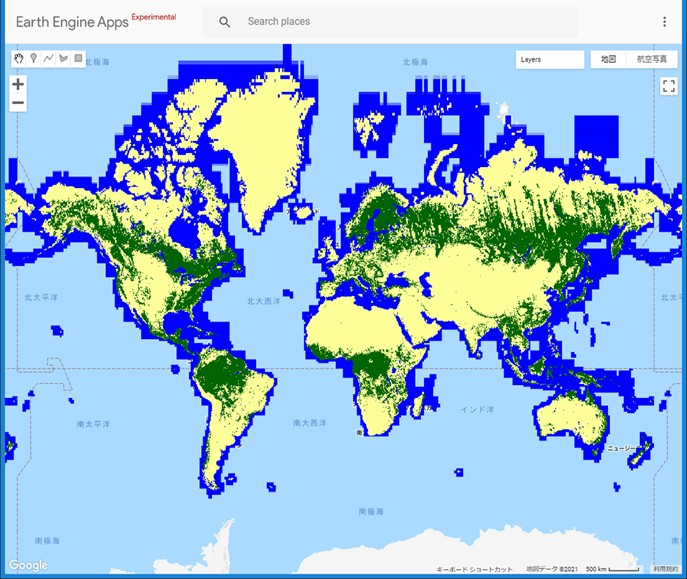 Earth Engine Apps Experimental
Search places
北極海
北極海
Layers
地図
航空写真
北太平洋
北大西洋
北太平洋
南太平洋
南大西洋
インド洋
南
ニュージー
南極海
南極海
南極海
Google
キーボード ショートカット
地図データ ©2021
500 km
利用規約